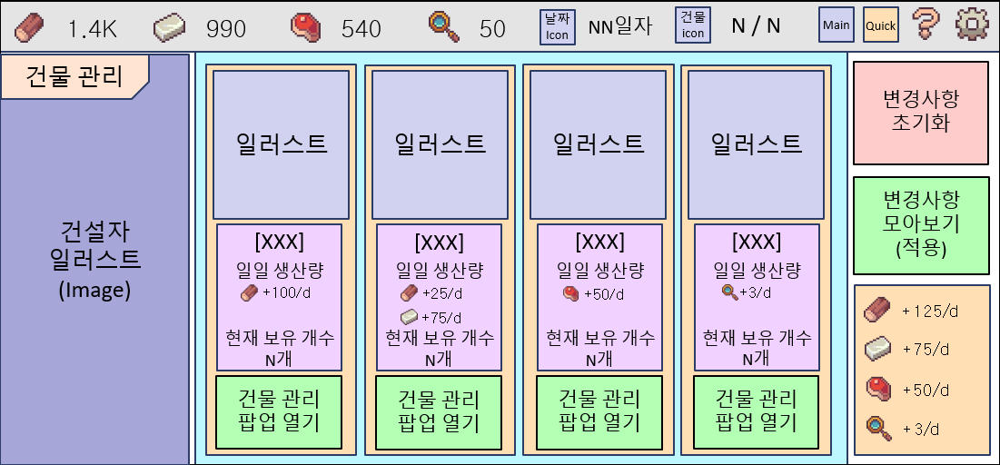 1.4K
990
540
50
날짜
Icon
NN일자
건물
icon
N / N
Main
Quick
건물 관리
건설자
일러스트
(Image)
일러스트
[XXX]
일일 생산량
+100/d
현재 보유 개수
N개
건물 관리
팝업 열기
일러스트
[XXX]
일일 생산량
+25/d
+75/d
현재 보유 개수
N개
건물 관리
팝업 열기
일러스트
[XXX]
일일 생산량
+50/d
현재 보유 개수
N개
건물 관리
팝업 열기
일러스트
[XXX]
일일 생산량
+3/d
현재 보유 개수
N개
건물 관리
팝업 열기
변경사항
초기화
변경사항
모아보기
(적용)
+125/d
+75/d
+50/d
+3/d